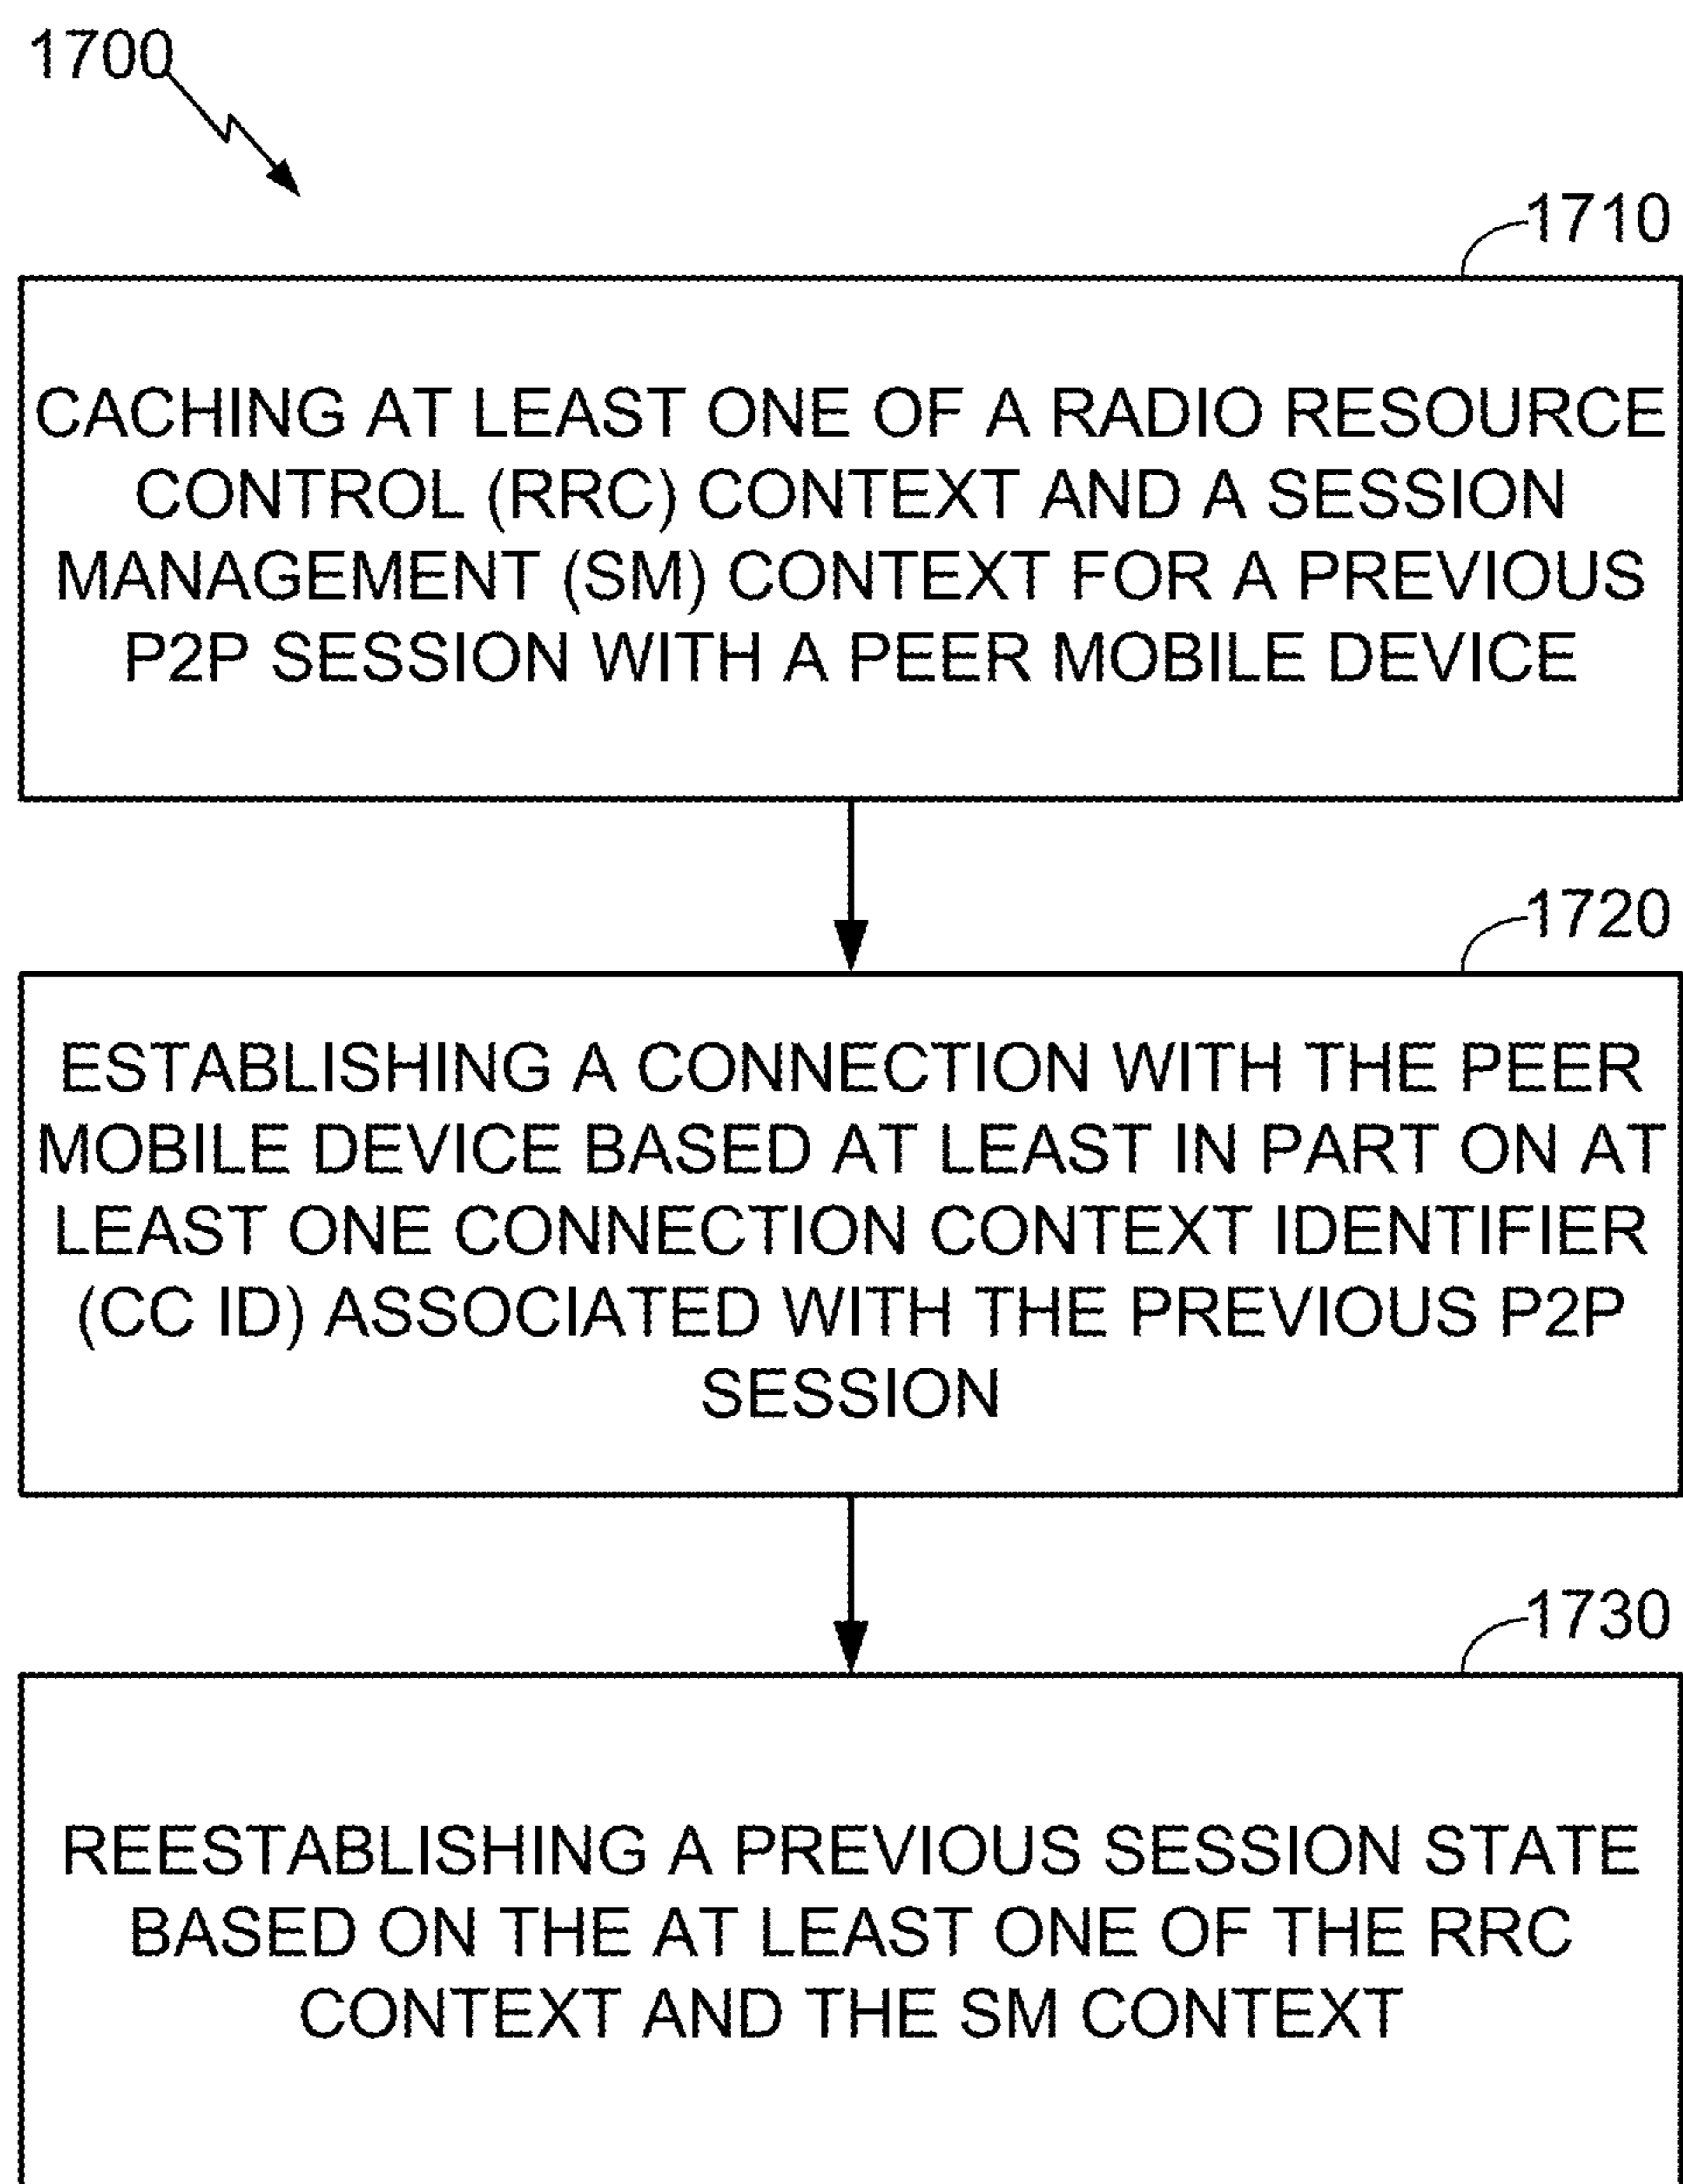 1700
1710
CACHING AT LEAST ONE OF A RADIO RESOURCE
CONTROL (RRC) CONTEXT AND A SESSION
MANAGEMENT (SM) CONTEXT FOR A PREVIOUS
P2P SESSION WITH A PEER MOBILE DEVICE
1720
ESTABLISHING A CONNECTION WITH THE PEER
MOBILE DEVICE BASED AT LEAST IN PART ON AT
LEAST ONE CONNECTION CONTEXT IDENTIFIER
(CC ID) ASSOCIATED WITH THE PREVIOUS P2P
SESSION
1730
REESTABLISHING A PREVIOUS SESSION STATE
BASED ON THE AT LEAST ONE OF THE RRC
CONTEXT AND THE SM CONTEXT